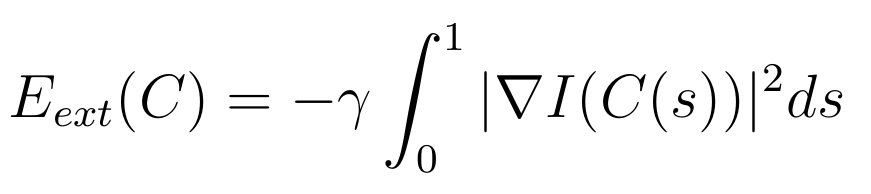 $E_{ext}(C) = -\gamma \int_0^1 |\nabla I(C(s))|^2 ds$